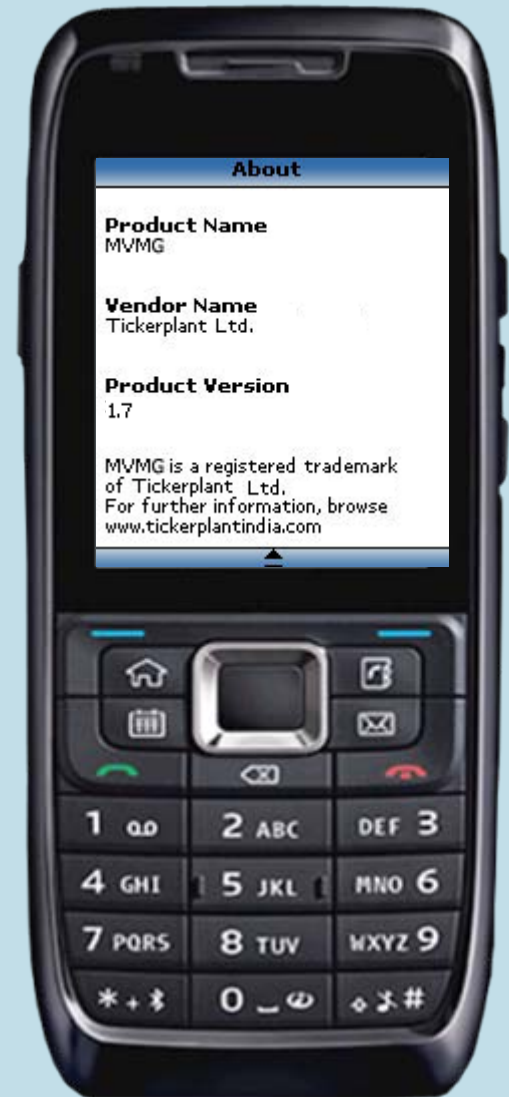 About
Product Name
MVMG
Vendor Name
Tickerplant Ltd.
Product Version
1.7
MVMG is a registered trademark
of Tickerplant Ltd.
For further information, browse
www.tickerplantindia.com
1
2 ABC
DEF 3
4 GHI
5 JKL
MNO 6
7 PQRS
8 TUV
WXYZ 9
* +
0
#